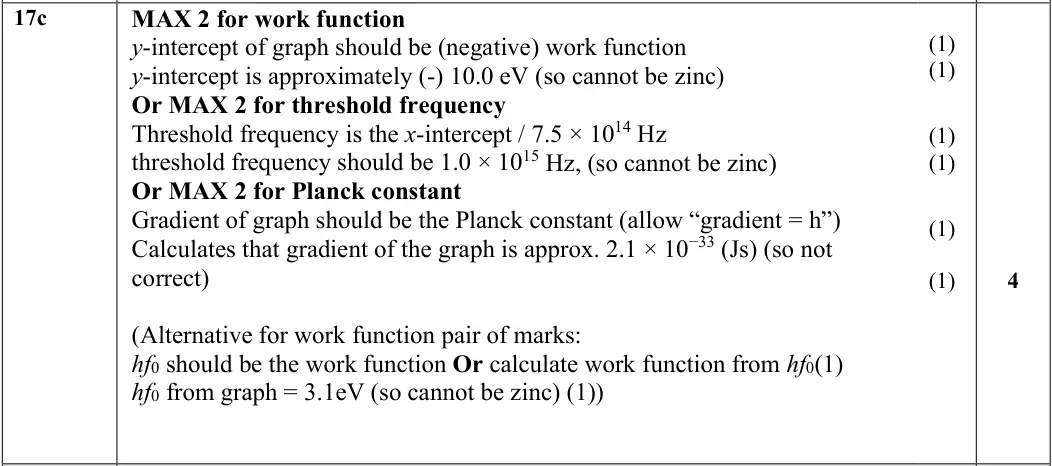 17c
MAX 2 for work function
y-intercept of graph should be (negative) work function (1)
y-intercept is approximately (-) 10.0 eV (so cannot be zinc) (1)
Or MAX 2 for threshold frequency
Threshold frequency is the x-intercept / 7.5 × 10¹⁴ Hz (1)
threshold frequency should be 1.0 × 10¹⁵ Hz, (so cannot be zinc) (1)
Or MAX 2 for Planck constant
Gradient of graph should be the Planck constant (allow “gradient = h”) (1)
Calculates that gradient of the graph is approx. 2.1 × 10⁻³³ (Js) (so not
correct) (1) 4
(Alternative for work function pair of marks:
hf₀ should be the work function Or calculate work function from hf₀(1)
hf₀ from graph = 3.1eV (so cannot be zinc) (1))